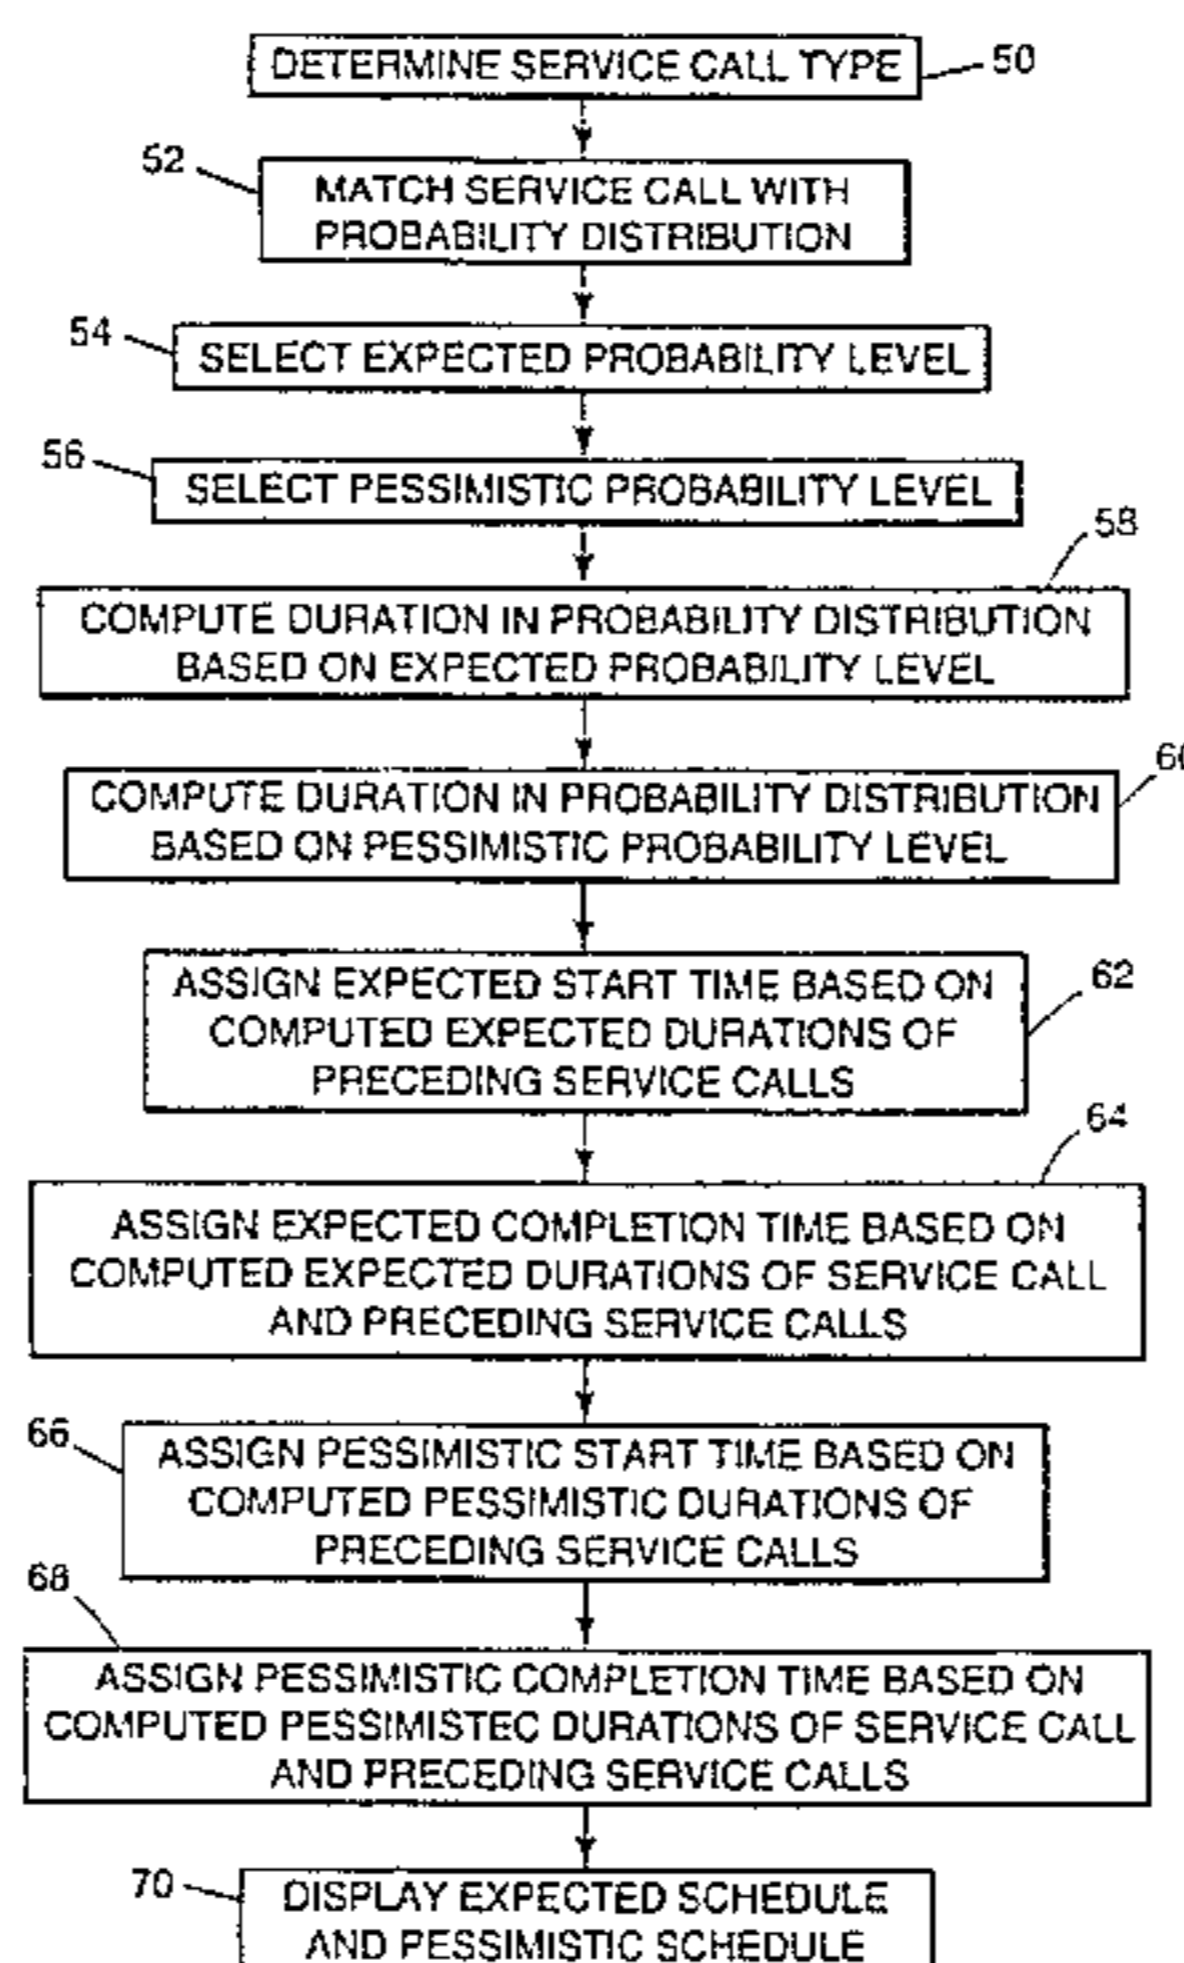 DETERMINE SERVICE CALL TYPE
50
52
MATCH SERVICE CALL WITH
PROBABILITY DISTRIBUTION
54
SELECT EXPECTED PROBABILITY LEVEL
56
SELECT PESSIMISTIC PROBABILITY LEVEL
58
COMPUTE DURATION IN PROBABILITY DISTRIBUTION
BASED ON EXPECTED PROBABILITY LEVEL
60
COMPUTE DURATION IN PROBABILITY DISTRIBUTION
BASED ON PESSIMISTIC PROBABILITY LEVEL
62
ASSIGN EXPECTED START TIME BASED ON
COMPUTED EXPECTED DURATIONS OF
PRECEDING SERVICE CALLS
64
ASSIGN EXPECTED COMPLETION TIME BASED ON
COMPUTED EXPECTED DURATIONS OF SERVICE CALL
AND PRECEDING SERVICE CALLS
66
ASSIGN PESSIMISTIC START TIME BASED ON
COMPUTED PESSIMISTIC DURATIONS OF
PRECEDING SERVICE CALLS
68
ASSIGN PESSIMISTIC COMPLETION TIME BASED ON
COMPUTED PESSIMISTEC DURATIONS OF SERVICE CALL
AND PRECEDING SERVICE CALLS
70
DISPLAY EXPECTED SCHEDULE
AND PESSIMISTIC SCHEDULE